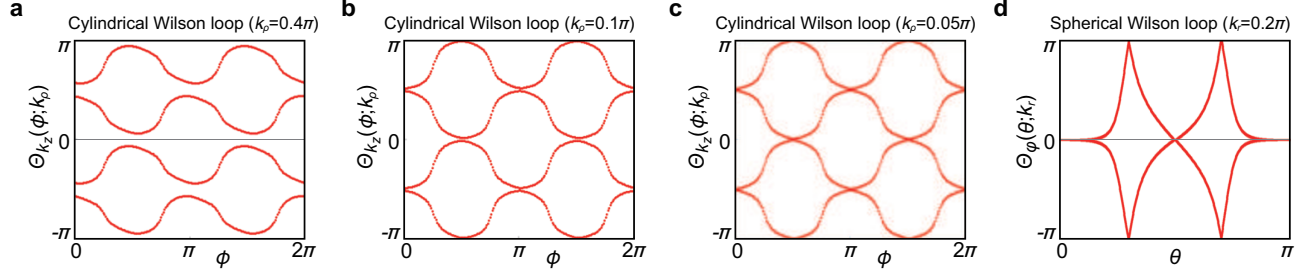 a Cylindrical Wilson loop (kρ=0.4π)
π
0
-π
Θkz(ϕ;kρ)
0 π 2π
ϕ
b Cylindrical Wilson loop (kρ=0.1π)
π
0
-π
Θkz(ϕ;kρ)
0 π 2π
ϕ
c Cylindrical Wilson loop (kρ=0.05π)
π
0
-π
Θkz(ϕ;kρ)
0 π 2π
ϕ
d Spherical Wilson loop (kr=0.2π)
π
0
-π
Θφ(θ;kr)
0 π
θ